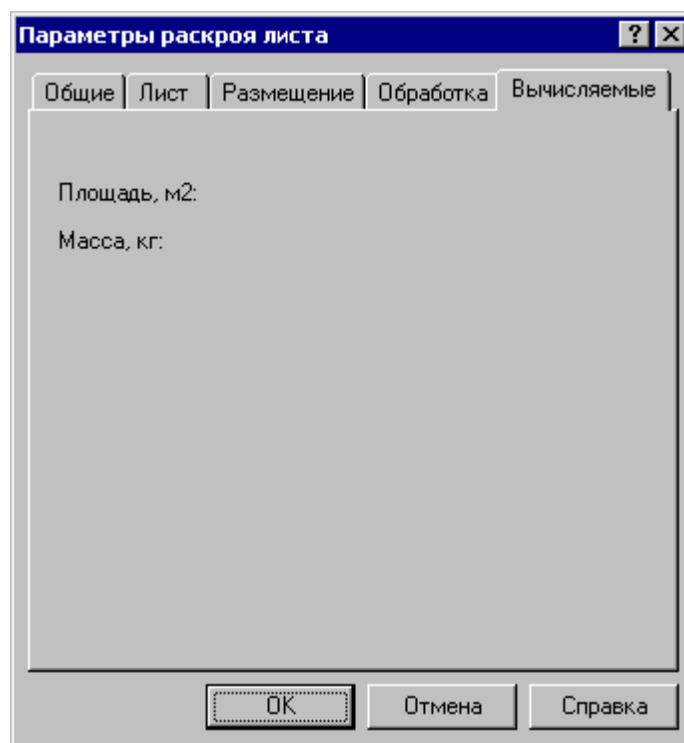 Параметры раскроя листа
Общие Лист Размещение Обработка Вычисляемые
Площадь, м2:
Масса, кг:
OK Отмена Справка